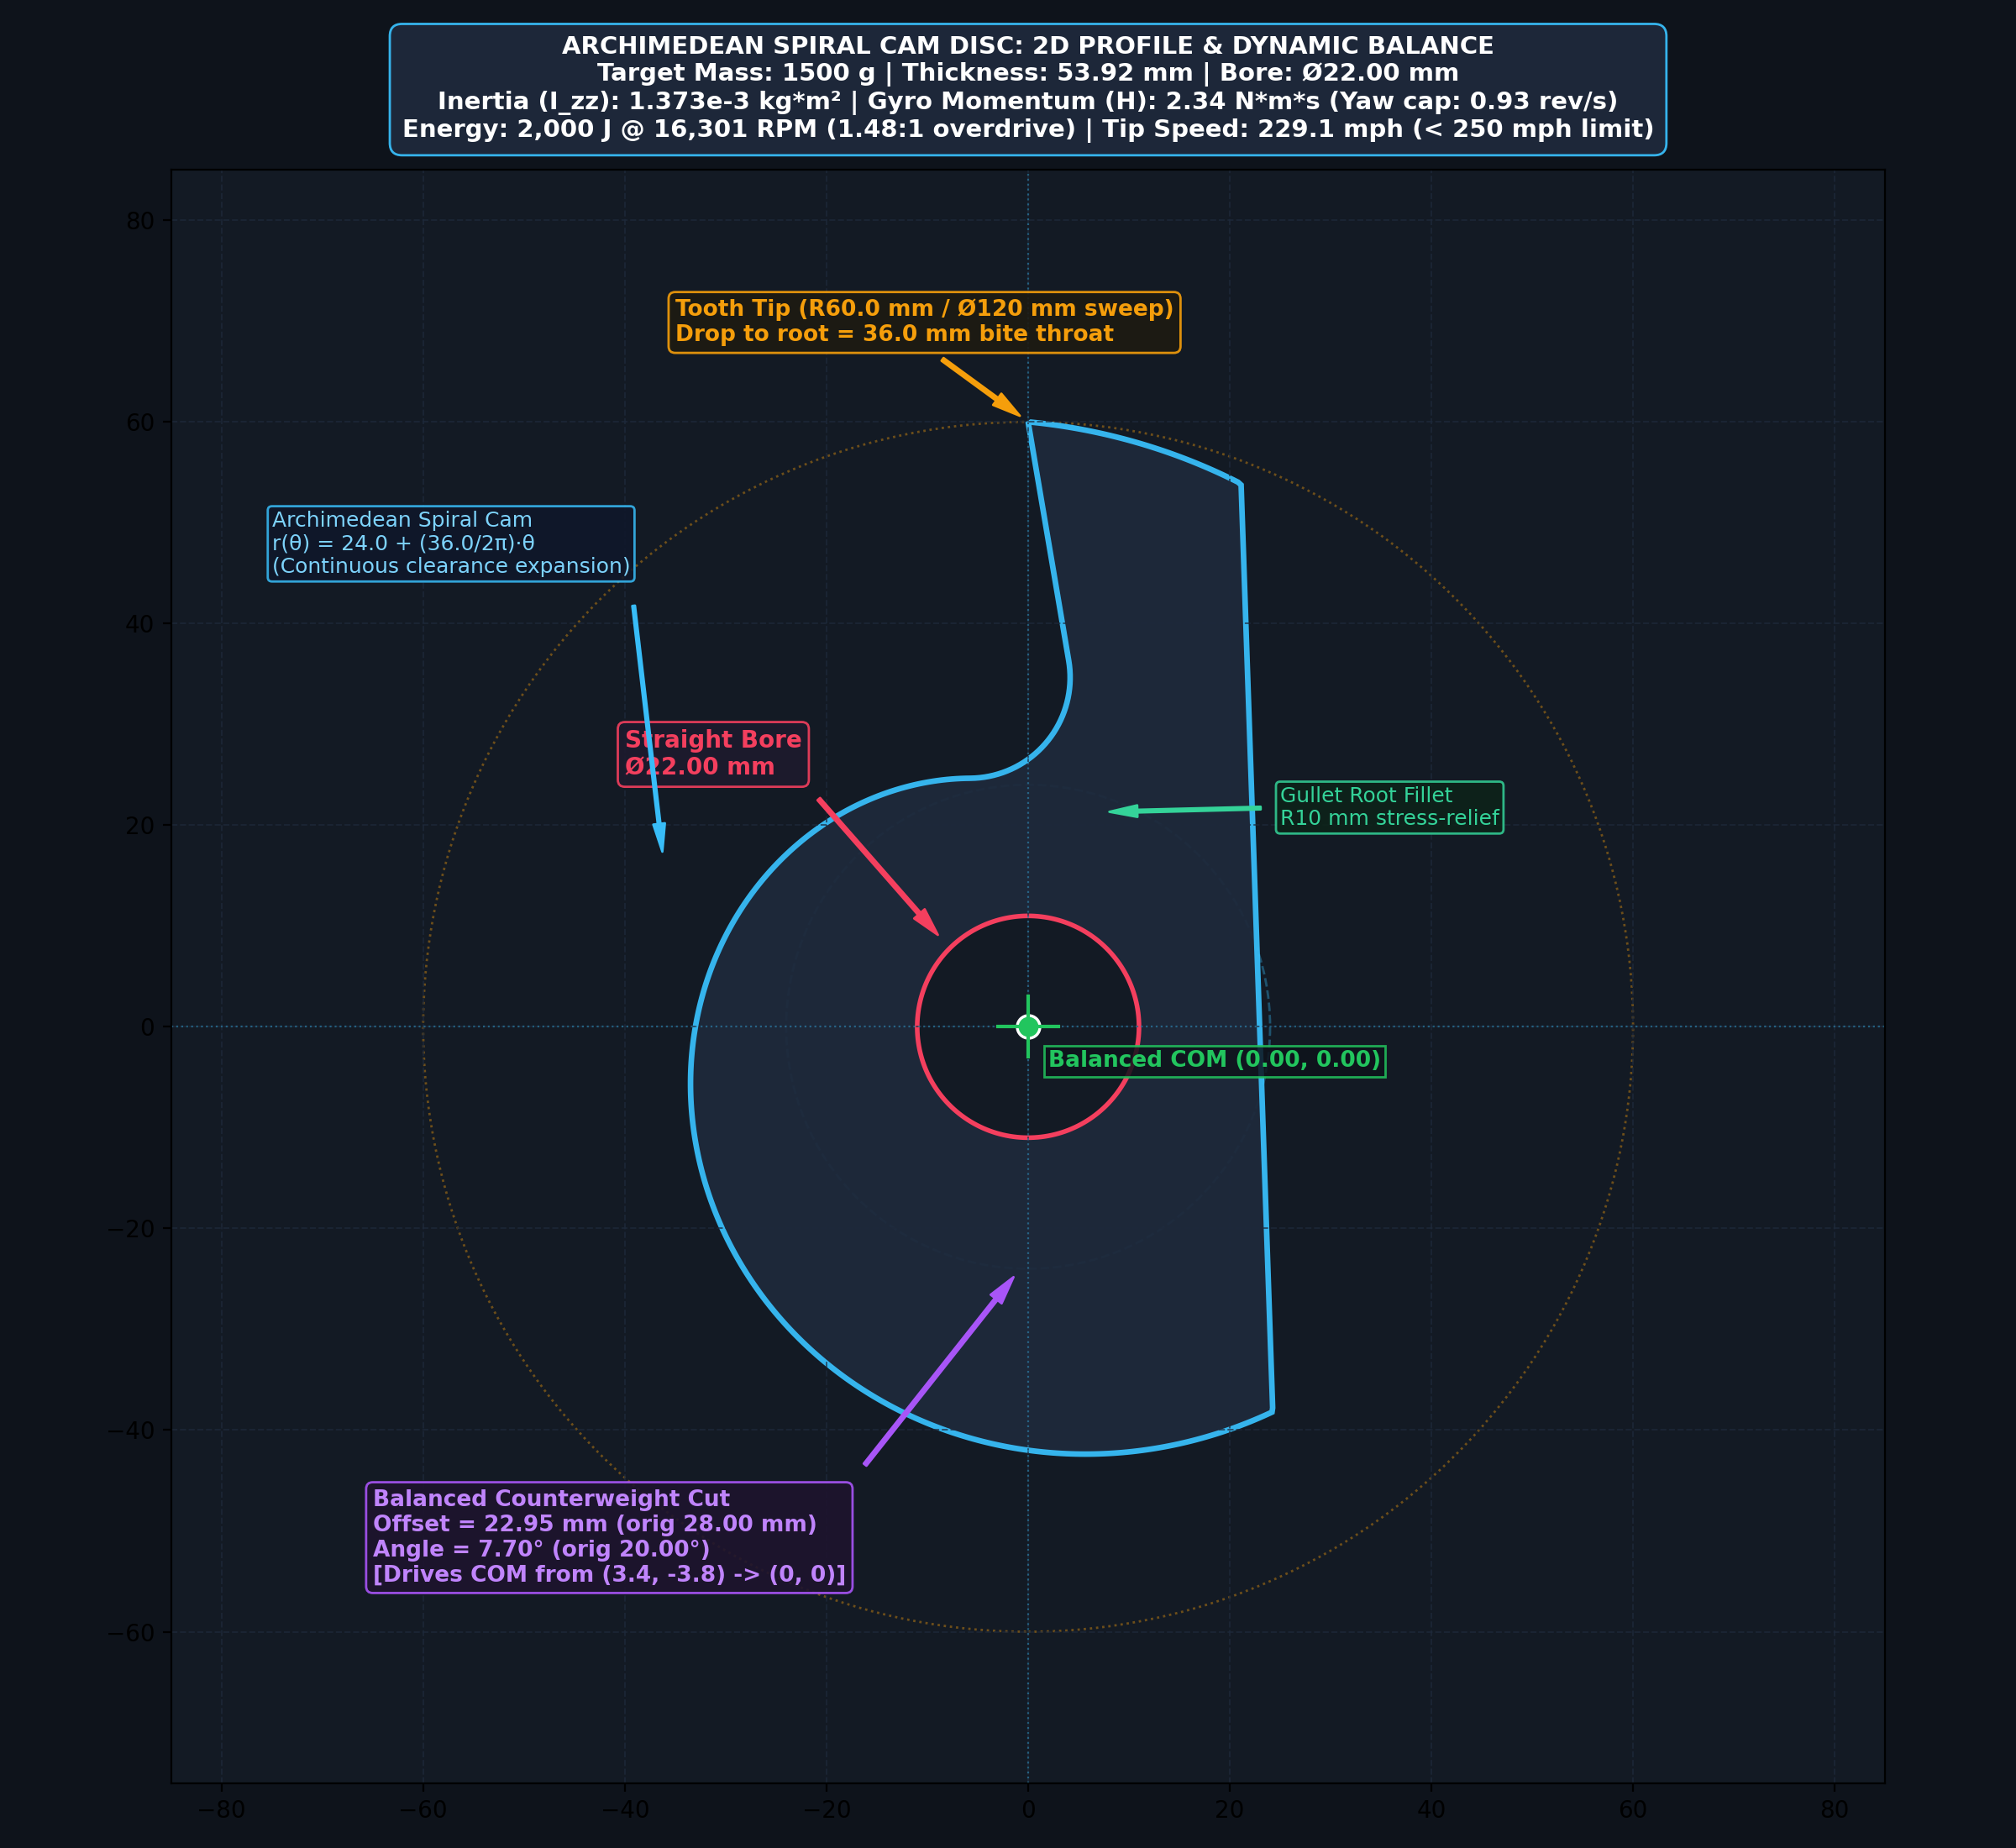 ARCHIMEDEAN SPIRAL CAM DISC: 2D PROFILE & DYNAMIC BALANCE
Target Mass: 1500 g | Thickness: 53.92 mm | Bore: Ø22.00 mm
Inertia (I_zz): 1.373e-3 kg*m² | Gyro Momentum (H): 2.34 N*m*s (Yaw cap: 0.93 rev/s)
Energy: 2,000 J @ 16,301 RPM (1.48:1 overdrive) | Tip Speed: 229.1 mph (< 250 mph limit)
80
Tooth Tip (R60.0 mm / Ø120 mm sweep)
Drop to root = 36.0 mm bite throat
60
Archimedean Spiral Cam
r(θ) = 24.0 + (36.0/2π)·θ
(Continuous clearance expansion)
40
Straight Bore
Ø22.00 mm
Gullet Root Fillet
R10 mm stress-relief
20
0
Balanced COM (0.00, 0.00)
−20
−40
Balanced Counterweight Cut
Offset = 22.95 mm (orig 28.00 mm)
Angle = 7.70° (orig 20.00°)
[Drives COM from (3.4, -3.8) -> (0, 0)]
−60
−80 −60 −40 −20 0 20 40 60 80